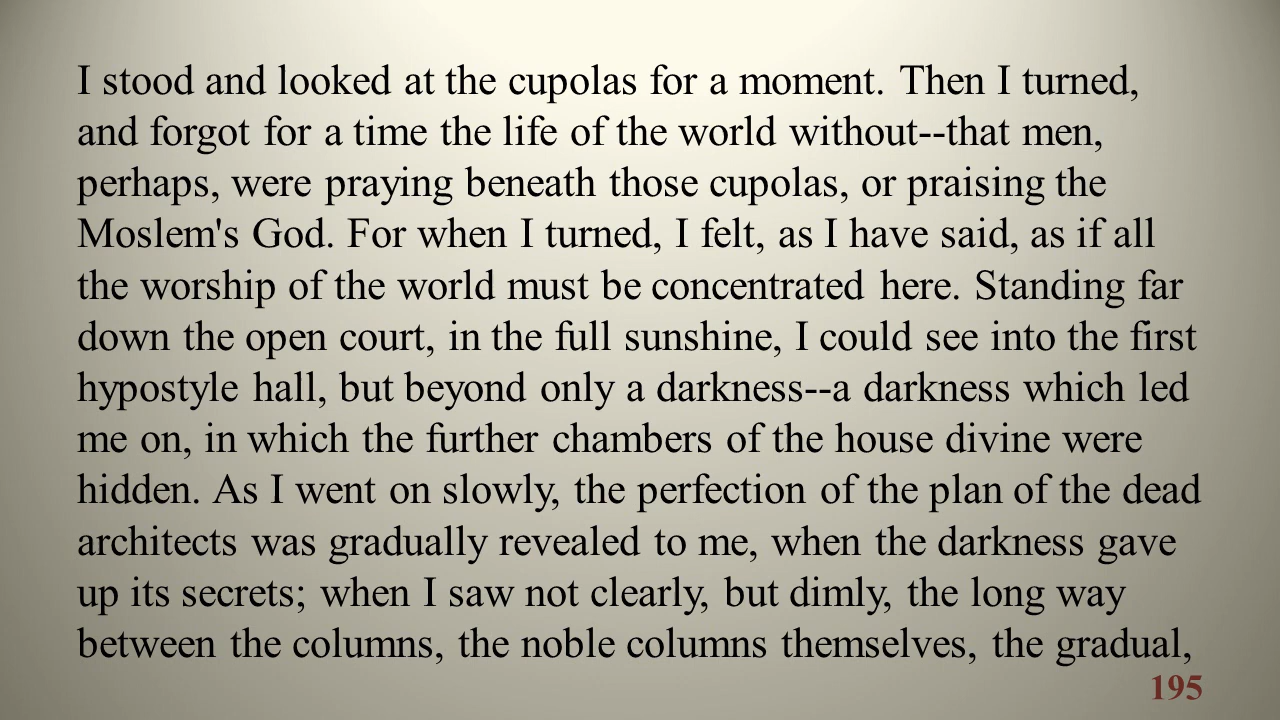 I stood and looked at the cupolas for a moment. Then I turned,
and forgot for a time the life of the world without--that men,
perhaps, were praying beneath those cupolas, or praising the
Moslem's God. For when I turned, I felt, as I have said, as if all
the worship of the world must be concentrated here. Standing far
down the open court, in the full sunshine, I could see into the first
hypostyle hall, but beyond only a darkness--a darkness which led
me on, in which the further chambers of the house divine were
hidden. As I went on slowly, the perfection of the plan of the dead
architects was gradually revealed to me, when the darkness gave
up its secrets; when I saw not clearly, but dimly, the long way
between the columns, the noble columns themselves, the gradual,
195